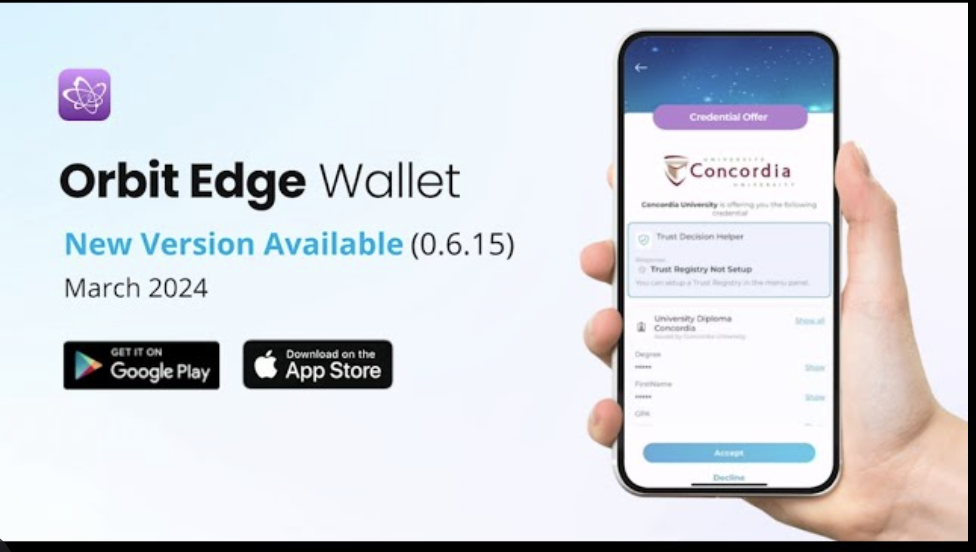 Orbit Edge Wallet
New Version Available (0.6.15)
March 2024
GET IT ON
Google Play
Download on the
App Store
Credential Offer
UNIVERSITÉ
Concordia
UNIVERSITY
Concordia University is offering you the following
credential
Trust Decision Helper
Response:
Trust Registry Not Setup
You can setup a Trust Registry in the menu panel.
University Diploma
Show all
Concordia
Issued by Concordia University
Degree
•••••
Show
FirstName
•••••
Show
GPA
Accept
Decline